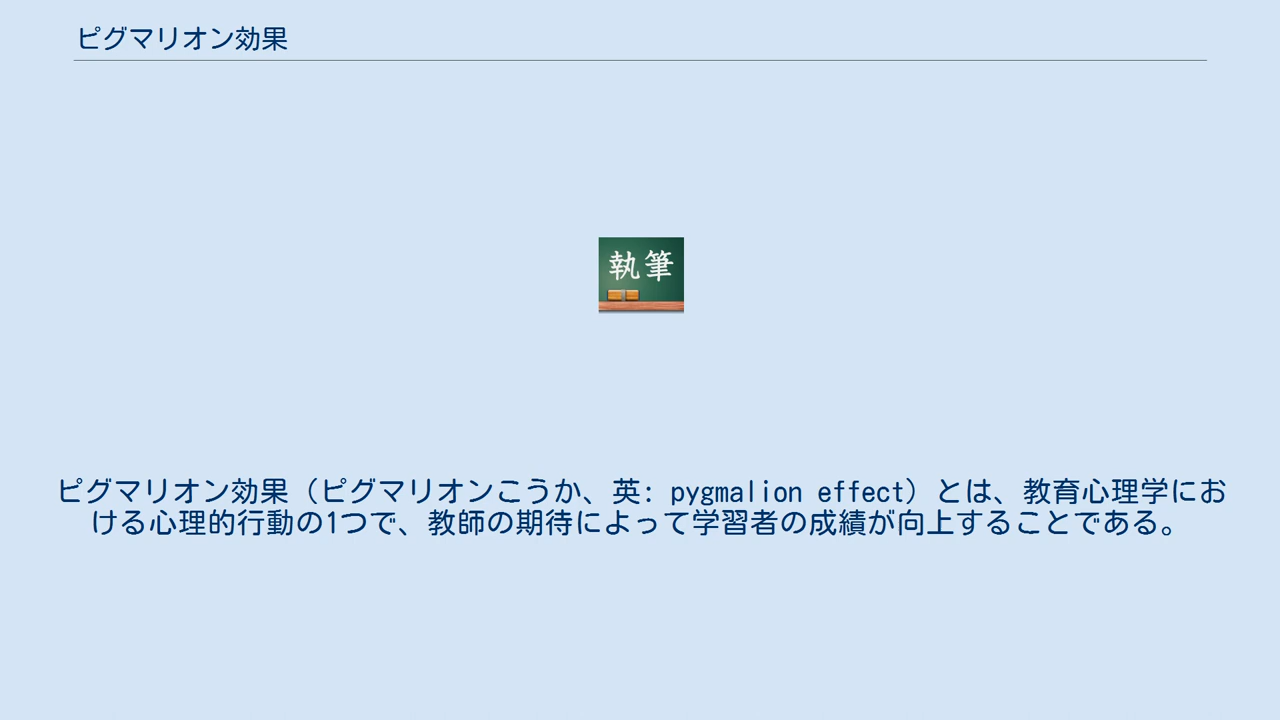 ピグマリオン効果
執筆
ピグマリオン効果（ピグマリオンこうか、英: pygmalion effect）とは、教育心理学にお
ける心理的行動の1つで、教師の期待によって学習者の成績が向上することである。